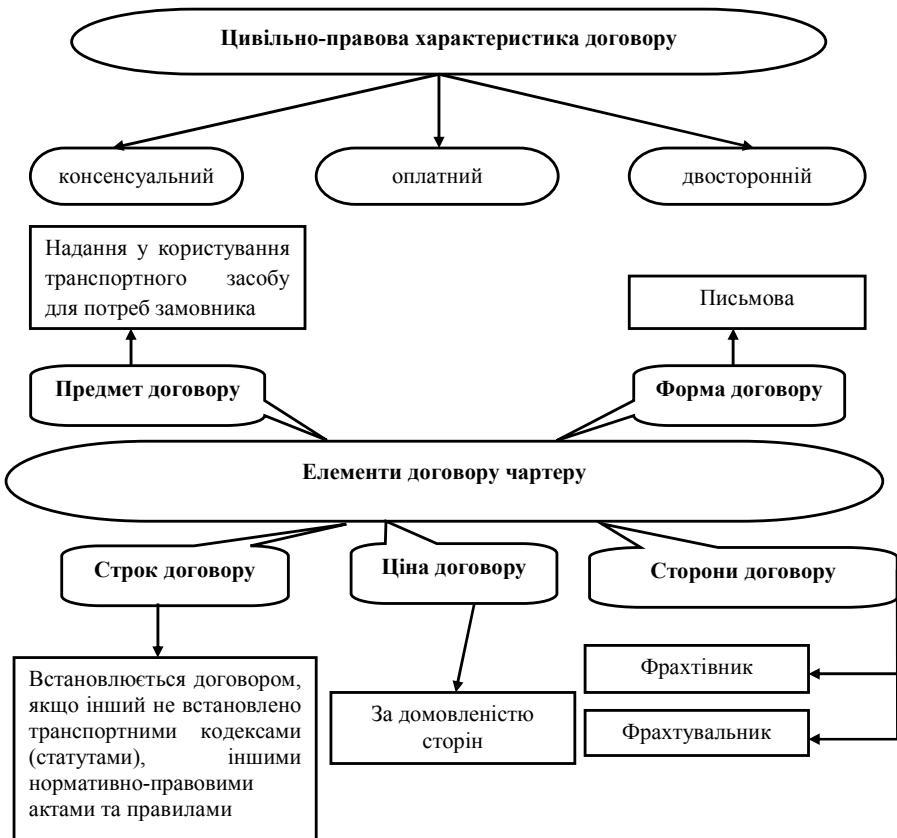 Цивільно-правова характеристика договору
консенсуальний
оплатний
двосторонній
Надання у користування
транспортного засобу
для потреб замовника
Письмова
Предмет договору
Форма договору
Елементи договору чартеру
Строк договору
Ціна договору
Сторони договору
Встановлюється договором,
якщо інший не встановлено
транспортними кодексами
(статутами), іншими
нормативно-правовими
актами та правилами
За домовленістю
сторін
Фрахтівник
Фрахтувальник